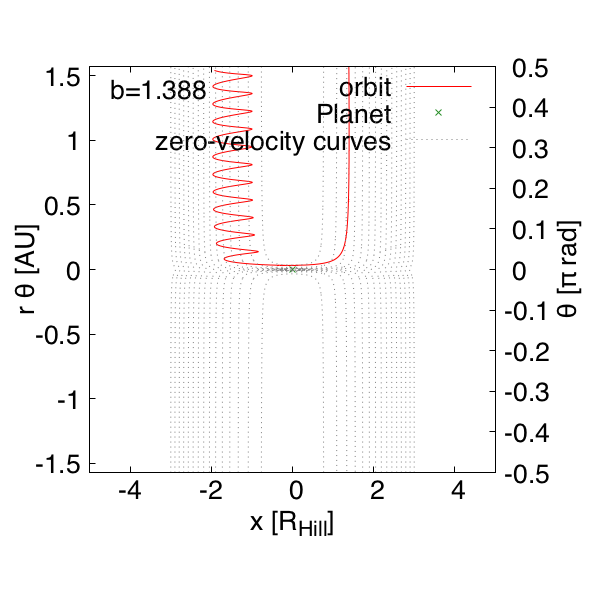 b=1.388
orbit
Planet
zero-velocity curves
1.5
1
0.5
0
-0.5
-1
-1.5
r θ [AU]
0.5
0.4
0.3
0.2
0.1
0
-0.1
-0.2
-0.3
-0.4
-0.5
θ [π rad]
-4 -2 0 2 4
x [R_Hill]